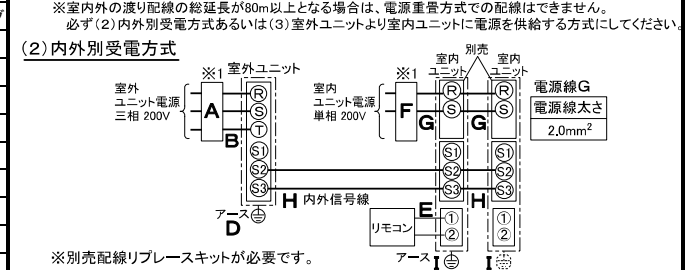 ※室内外の渡り配線の総延長が80m以上となる場合は、電源重畳方式での配線はできません。
必ず(2)内外別受電方式あるいは(3)室外ユニットより室内ユニットに電源を供給する方式にしてください。
(2)内外別受電方式
室外
ユニット電源
三相 200V
※1
A
B
室外ユニット
R
S
T
S1
S2
S3
アース
D
H 内外信号線
室内
ユニット電源
単相 200V
※1
F
G
室内
ユニット
別売
室内
ユニット
R
S
G
R
S
S1
S2
S3
H
S1
S2
S3
リモコン
E
①
②
①
②
アース I
I
電源線G
電源線太さ
2.0mm²
※別売配線リプレースキットが必要です。